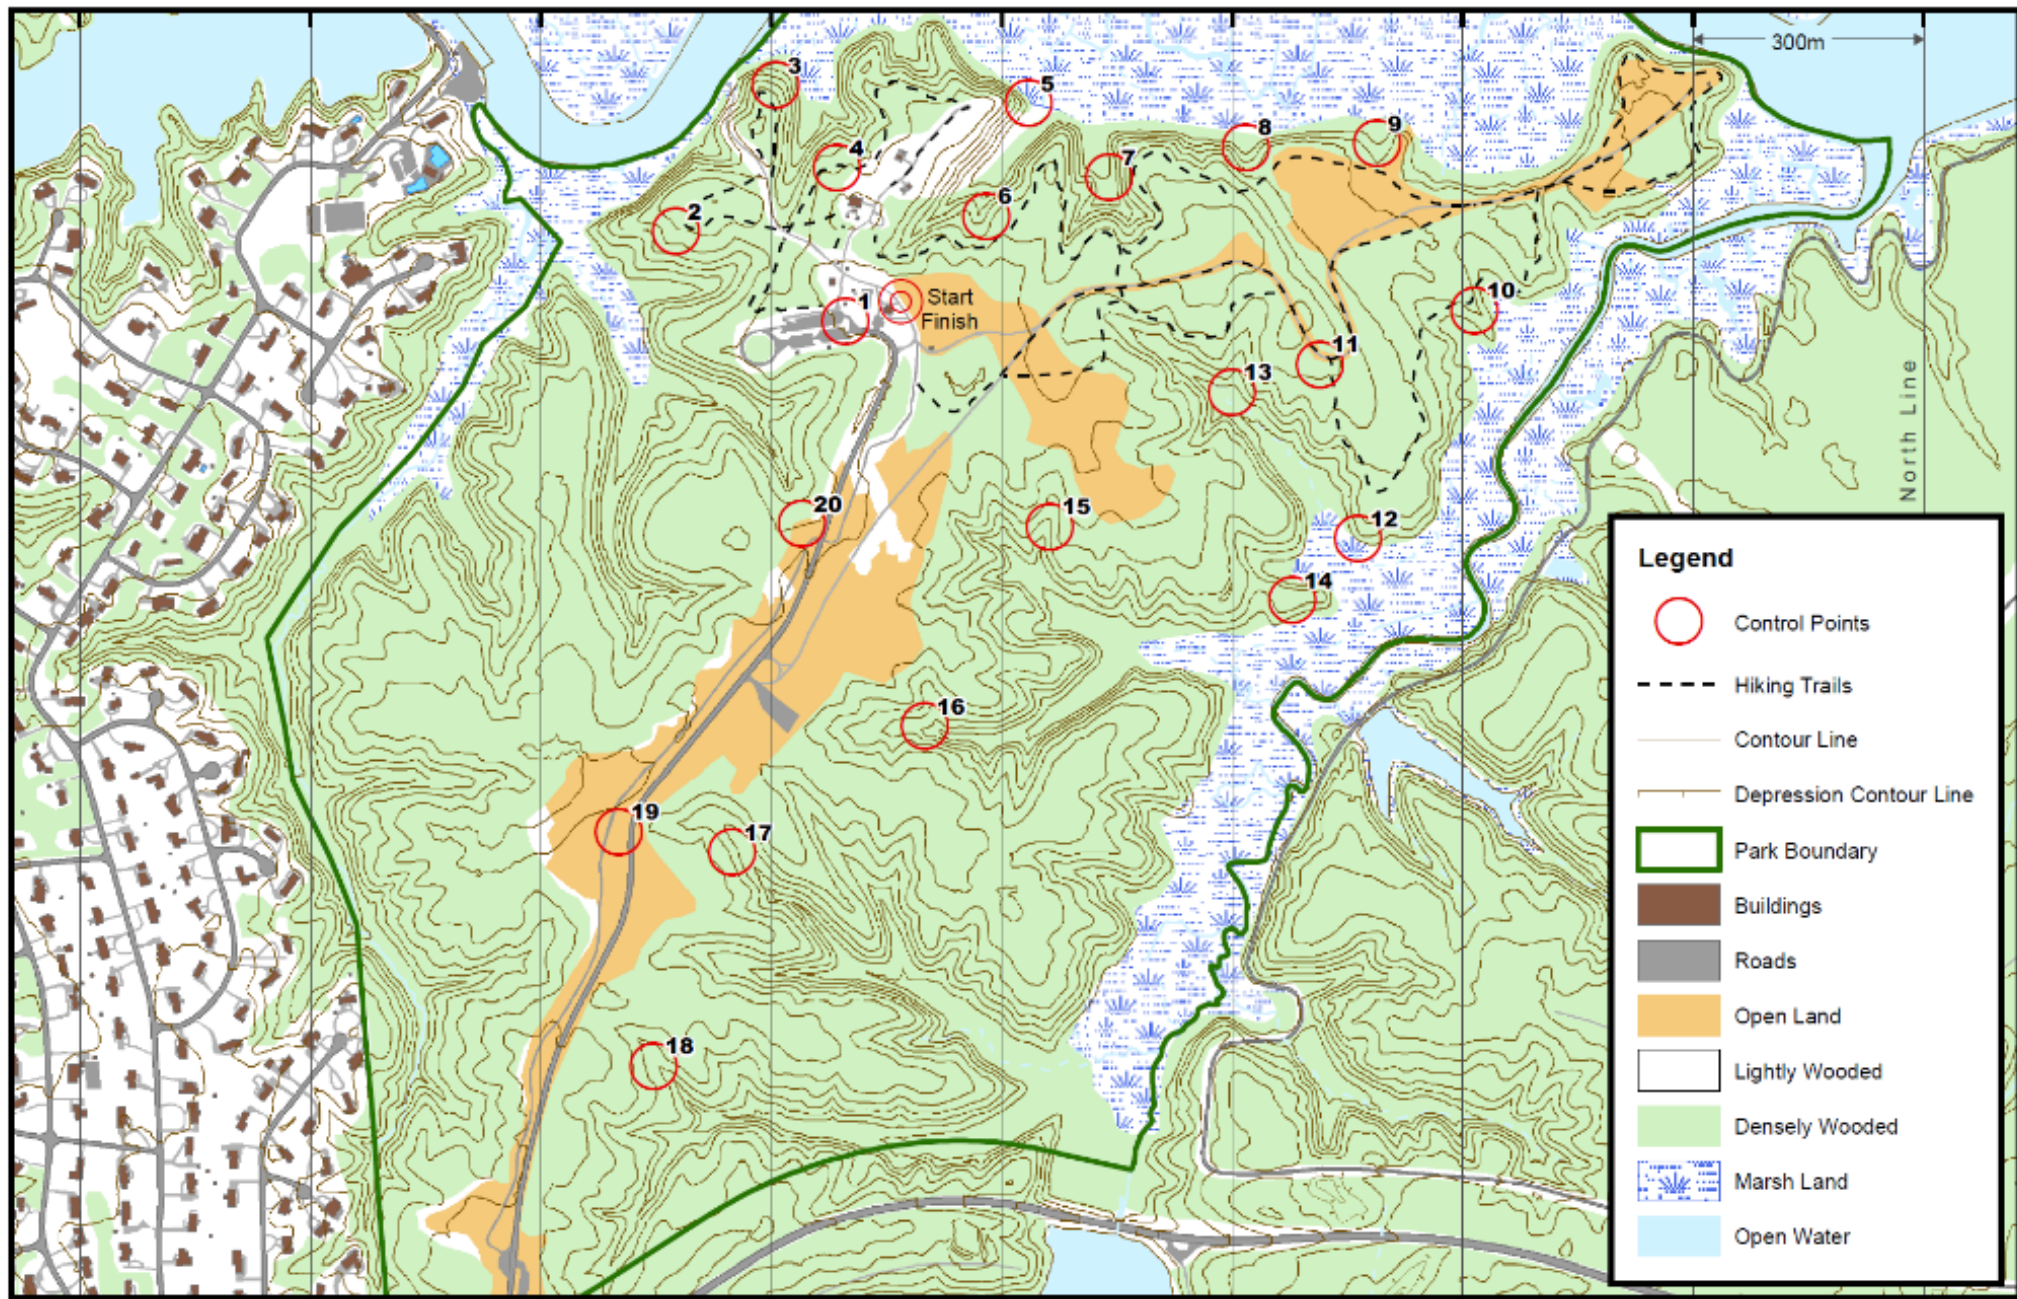 300m
3
5
4
8
9
7
2
6
Start
Finish
1
10
11
13
North Line
20
15
12
14
16
19
17
18
Legend
Control Points
Hiking Trails
Contour Line
Depression Contour Line
Park Boundary
Buildings
Roads
Open Land
Lightly Wooded
Densely Wooded
Marsh Land
Open Water